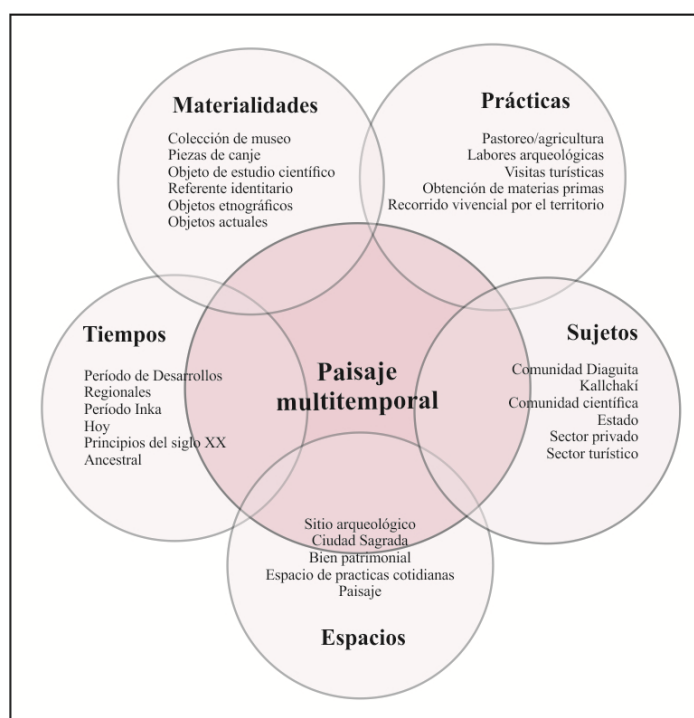 Materialidades
Colección de museo
Piezas de canje
Objeto de estudio científico
Referente identitario
Objetos etnográficos
Objetos actuales
Prácticas
Pastoreo/agricultura
Labores arqueológicas
Visitas turísticas
Obtención de materias primas
Recorrido vivencial por el territorio
Tiempos
Período de Desarrollos
Regionales
Período Inka
Hoy
Principios del siglo XX
Ancestral
Paisaje
multitemporal
Sujetos
Comunidad Diaguita
Kallchakí
Comunidad científica
Estado
Sector privado
Sector turístico
Sitio arqueológico
Ciudad Sagrada
Bien patrimonial
Espacio de practicas cotidianas
Paisaje
Espacios